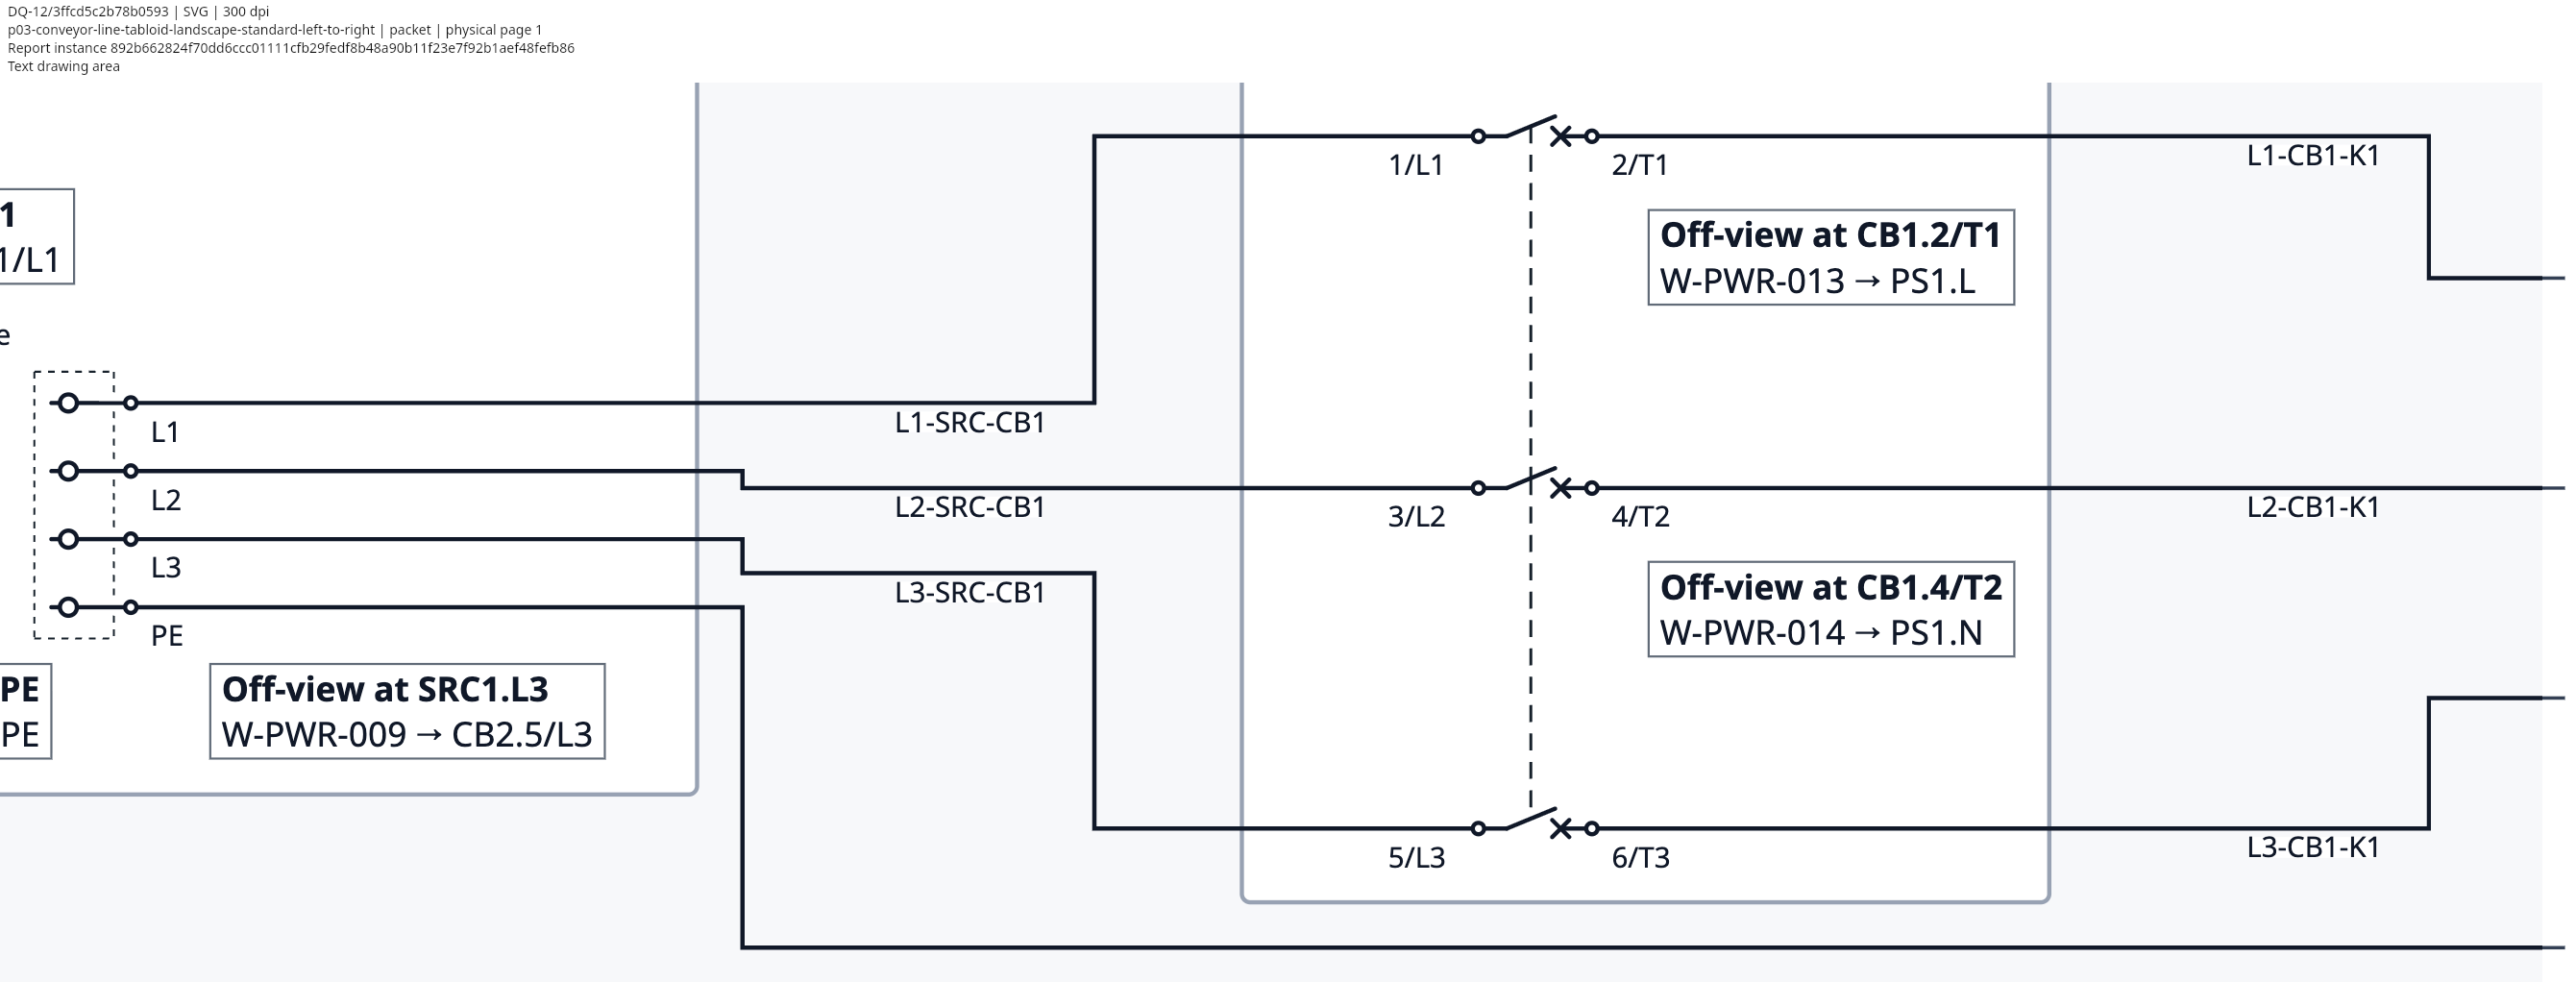 DQ-12/3ffcd5c2b78b0593 | SVG | 300 dpi
p03-conveyor-line-tabloid-landscape-standard-left-to-right | packet | physical page 1
Report instance 892b662824f70dd6ccc01111cfb29fedf8b48a90b11f23e7f92b1aef48fefb86
Text drawing area
1/L1
2/T1
L1-CB1-K1
1
1/L1
Off-view at CB1.2/T1
W-PWR-013 → PS1.L
e
L1
L1-SRC-CB1
L2
L2-SRC-CB1
3/L2
4/T2
L2-CB1-K1
L3
L3-SRC-CB1
PE
Off-view at CB1.4/T2
W-PWR-014 → PS1.N
PE
PE
Off-view at SRC1.L3
W-PWR-009 → CB2.5/L3
5/L3
6/T3
L3-CB1-K1